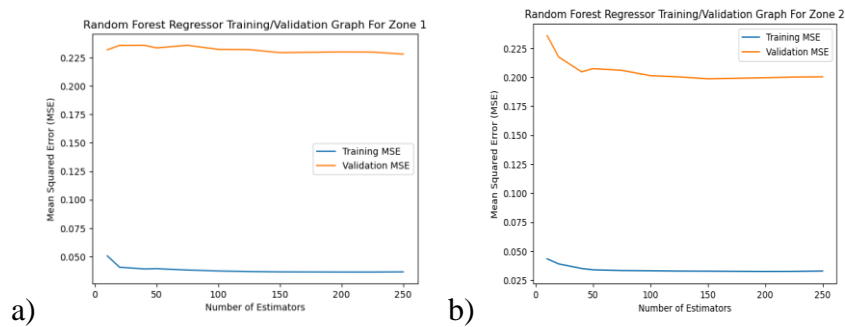 Random Forest Regressor Training/Validation Graph For Zone 1
Mean Squared Error (MSE)
0.225
0.200
0.175
0.150
0.125
0.100
0.075
0.050
Training MSE
Validation MSE
0 50 100 150 200 250
Number of Estimators
a)
Random Forest Regressor Training/Validation Graph For Zone 2
Mean Squared Error (MSE)
0.225
0.200
0.175
0.150
0.125
0.100
0.075
0.050
0.025
Training MSE
Validation MSE
0 50 100 150 200 250
Number of Estimators
b)